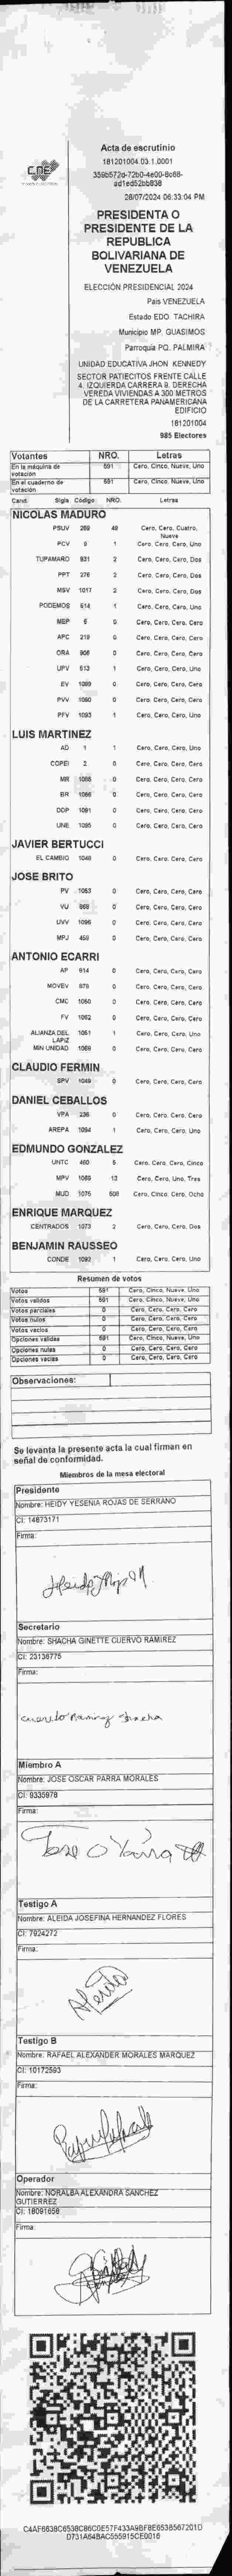 CNE
Acta de escrutinio
181201004.03.1.0001
28/07/2024 06:33:04 PM
PRESIDENTA O
PRESIDENTE DE LA
REPUBLICA
BOLIVARIANA DE
VENEZUELA
ELECCIÓN PRESIDENCIAL 2024
Pais VENEZUELA
Estado EDO. TACHIRA
Municipio MP. GUASIMOS
Parroquia PQ. PALMIRA
UNIDAD EDUCATIVA JHON KENNEDY
SECTOR PATIECITOS FRENTE CALLE
4. IZQUIERDA CARRERA 9. DERECHA
VEREDA VIVIENDAS A 300 METROS
DE LA CARRETERA PANAMERICANA
EDIFICIO
181201004
985 Electores
Votantes NRO. Letras
En la máquina de votación 591 Cero, Cinco, Nueve, Uno
En el cuaderno de votación 591 Cero, Cinco, Nueve, Uno
Cand. Sigla Código NRO. Letras
NICOLAS MADURO
PSUV 269 49 Cero, Cero, Cuatro, Nueve
PCV 9 1 Cero, Cero, Cero, Uno
TUPAMARO 931 2 Cero, Cero, Cero, Dos
PPT 276 2 Cero, Cero, Cero, Dos
MSV 1017 2 Cero, Cero, Cero, Dos
PODEMOS 614 1 Cero, Cero, Cero, Uno
MEP 6 0 Cero, Cero, Cero, Cero
APC 219 0 Cero, Cero, Cero, Cero
ORA 906 0 Cero, Cero, Cero, Cero
UPV 613 1 Cero, Cero, Cero, Uno
EV 1089 0 Cero, Cero, Cero, Cero
PVV 1090 0 Cero, Cero, Cero, Cero
PFV 1093 1 Cero, Cero, Cero, Uno
LUIS MARTINEZ
AD 1 1 Cero, Cero, Cero, Uno
COPEI 2 0 Cero, Cero, Cero, Cero
MR 1088 0 Cero, Cero, Cero, Cero
BR 1086 0 Cero, Cero, Cero, Cero
DDP 1091 0 Cero, Cero, Cero, Cero
UNE 1095 0 Cero, Cero, Cero, Cero
JAVIER BERTUCCI
EL CAMBIO 1048 0 Cero, Cero, Cero, Cero
JOSE BRITO
PV 1053 0 Cero, Cero, Cero, Cero
VU 868 0 Cero, Cero, Cero, Cero
UVV 1096 0 Cero, Cero, Cero, Cero
MPJ 459 0 Cero, Cero, Cero, Cero
ANTONIO ECARRI
AP 914 0 Cero, Cero, Cero, Cero
MOVEV 978 0 Cero, Cero, Cero, Cero
CMC 1050 0 Cero, Cero, Cero, Cero
FV 1062 0 Cero, Cero, Cero, Cero
ALIANZA DEL LAPIZ 1051 1 Cero, Cero, Cero, Uno
MIN UNIDAD 1069 0 Cero, Cero, Cero, Cero
CLAUDIO FERMIN
SPV 1049 0 Cero, Cero, Cero, Cero
DANIEL CEBALLOS
VPA 236 0 Cero, Cero, Cero, Cero
AREPA 1094 1 Cero, Cero, Cero, Uno
EDMUNDO GONZALEZ
UNTC 460 5 Cero, Cero, Cero, Cinco
MPV 1089 13 Cero, Cero, Uno, Tres
MUD 1075 508 Cero, Cinco, Cero, Ocho
ENRIQUE MARQUEZ
CENTRADOS 1073 2 Cero, Cero, Cero, Dos
BENJAMIN RAUSSEO
CONDE 1092 1 Cero, Cero, Cero, Uno
Resumen de votos
Votos 591 Cero, Cinco, Nueve, Uno
Votos validos 591 Cero, Cinco, Nueve, Uno
Votos parciales 0 Cero, Cero, Cero, Cero
Votos nulos 0 Cero, Cero, Cero, Cero
Votos vacios 0 Cero, Cero, Cero, Cero
Opciones validas 591 Cero, Cinco, Nueve, Uno
Opciones nulas 0 Cero, Cero, Cero, Cero
Opciones vacias 0 Cero, Cero, Cero, Cero
Observaciones:
Se levanta la presente acta la cual firman en
señal de conformidad.
Miembros de la mesa electoral
Presidente
Nombre: HEIDY YESENIA ROJAS DE SERRANO
CI: 14873171
Firma:
Secretario
Nombre: SHACHA GINETTE CUERVO RAMIREZ
CI: 23136775
Firma:
Miembro A
Nombre: JOSE OSCAR PARRA MORALES
CI: 9335978
Firma:
Testigo A
Nombre: ALEIDA JOSEFINA HERNANDEZ FLORES
CI: 7924272
Firma:
Aleida
Testigo B
Nombre: RAFAEL ALEXANDER MORALES MARQUEZ
CI: 10172593
Firma:
Operador
Nombre: NORALBA ALEXANDRA SANCHEZ
GUTIERREZ
CI: 18091658
Firma: